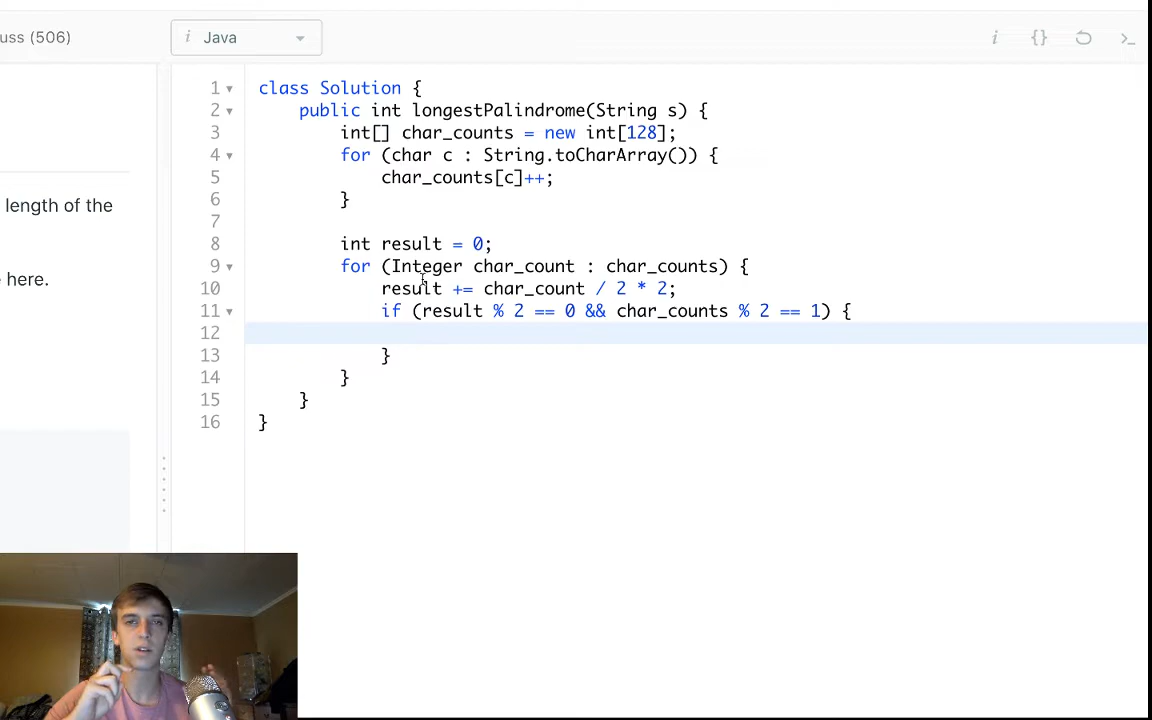 uss (506)
i Java
i {} >_
length of the
here.
1 class Solution {
2 public int longestPalindrome(String s) {
3 int[] char_counts = new int[128];
4 for (char c : String.toCharArray()) {
5 char_counts[c]++;
6 }
7
8 int result = 0;
9 for (Integer char_count : char_counts) {
10 result += char_count / 2 * 2;
11 if (result % 2 == 0 && char_counts % 2 == 1) {
12
13 }
14 }
15 }
16 }